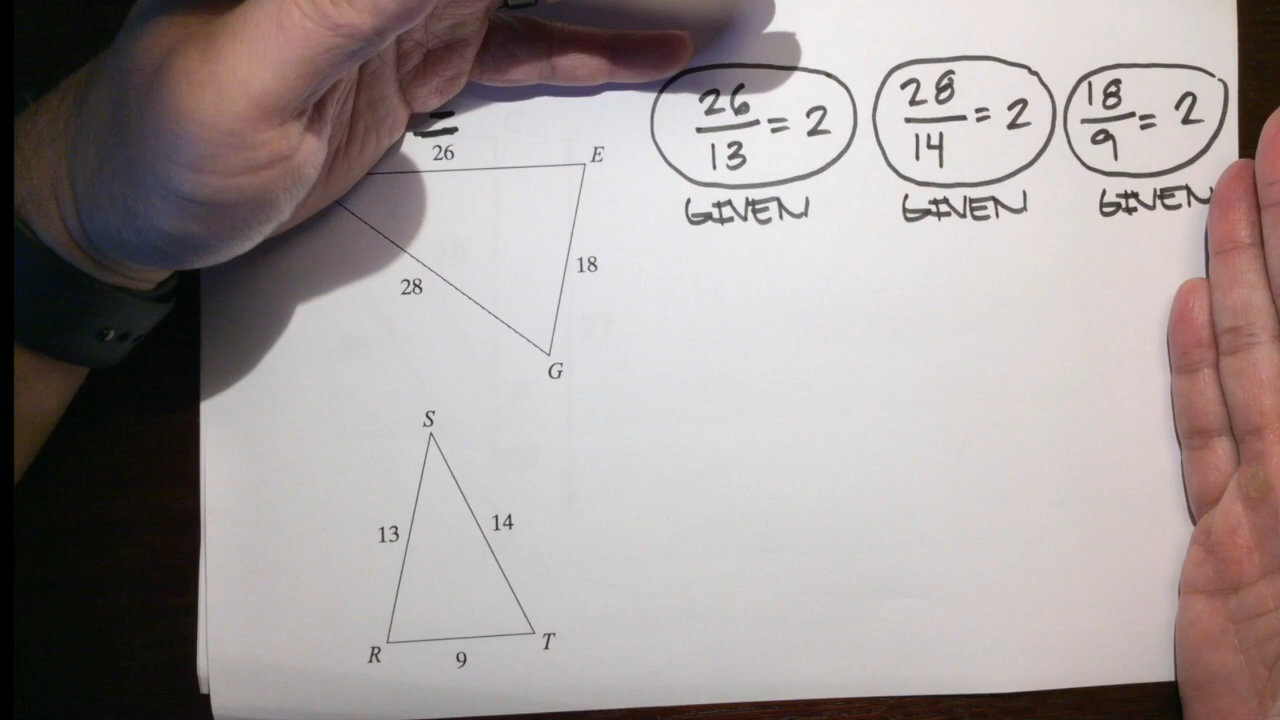 26/13 = 2
28/14 = 2
18/9 = 2
GIVEN
GIVEN
GIVEN
26
E
18
28
G
S
13
14
R
T
9